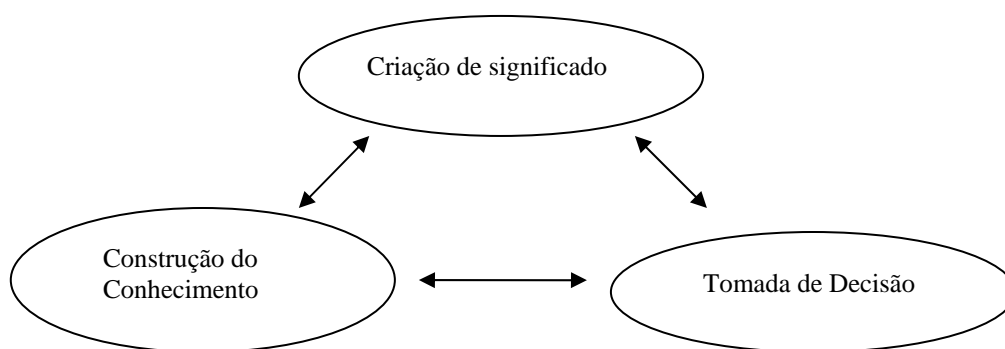 Criação de significado
Construção do
Conhecimento
Tomada de Decisão